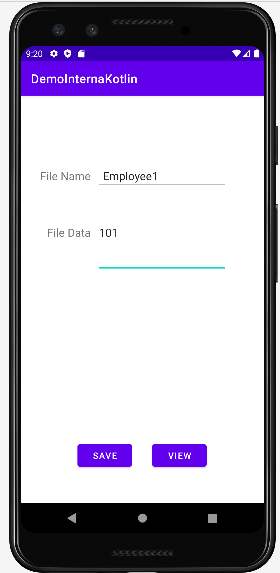 9:20
DemoInternaKotlin
File Name Employee1
File Data 101
SAVE VIEW